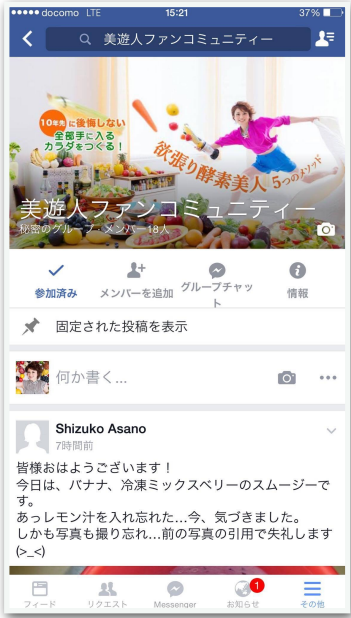 docomo LTE 15:21 37%
美遊人ファンコミュニティー
10年先に後悔しない
全部手に入る
カラダをつくる！
欲張り酵素美人 5つのメソッド
美遊人ファンコミュニティー
秘密のグループ・メンバー18人
参加済み メンバーを追加 グループチャット 情報
固定された投稿を表示
何か書く...
Shizuko Asano
7時間前
皆様おはようございます！
今日は、バナナ、冷凍ミックスベリーのスムージーで
す。
あっレモン汁を入れ忘れた…今、気づきました。
しかも写真も撮り忘れ…前の写真の引用で失礼します
(>_<)
1
フィード リクエスト Messenger お知らせ その他